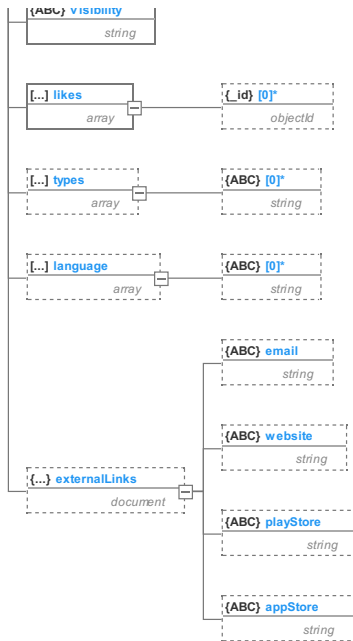 {ABC} Visibility
string
[...] likes
array
{_id} [0]*
objectId
[...] types
array
{ABC} [0]*
string
[...] language
array
{ABC} [0]*
string
{ABC} email
string
{ABC} website
string
{...} externalLinks
document
{ABC} playStore
string
{ABC} appStore
string